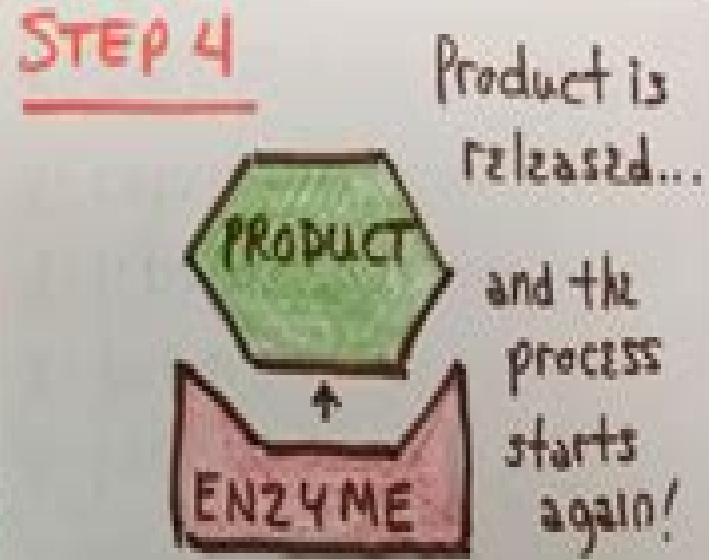 STEP 4
Product is
released...
PRODUCT
and the
process
starts
again!
ENZYME